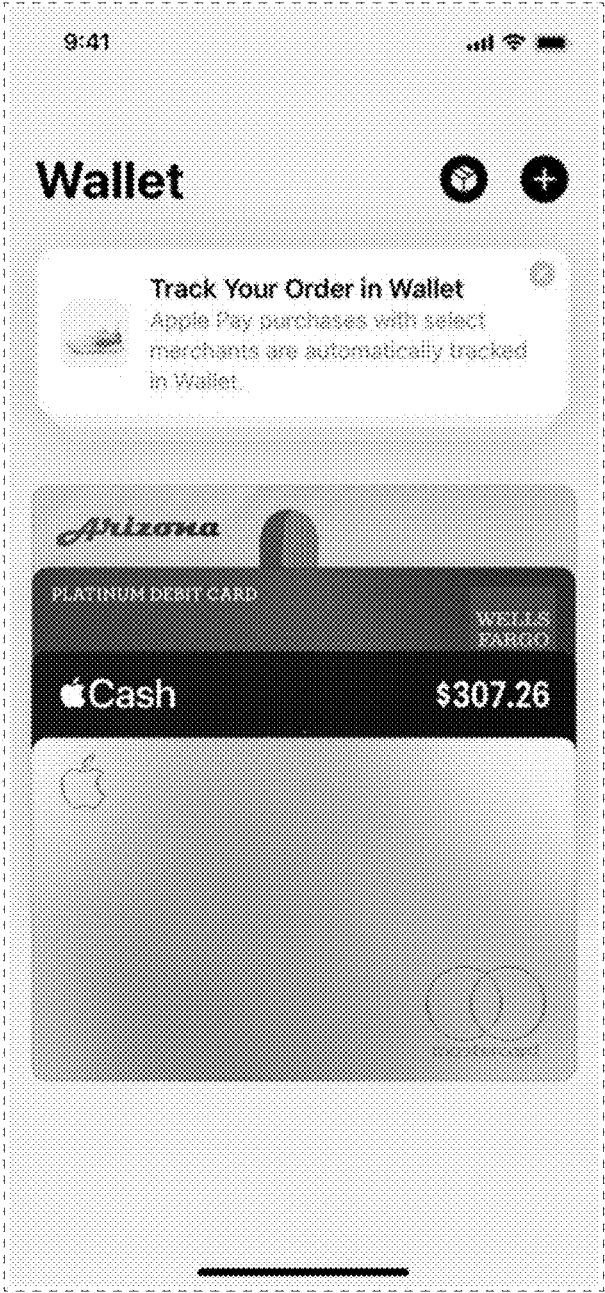 9:41
Wallet
Track Your Order in Wallet
Apple Pay purchases with select
merchants are automatically tracked
in Wallet.
Arizona
PLATINUM DEBIT CARD
WELLS
FARGO
Cash
$307.26